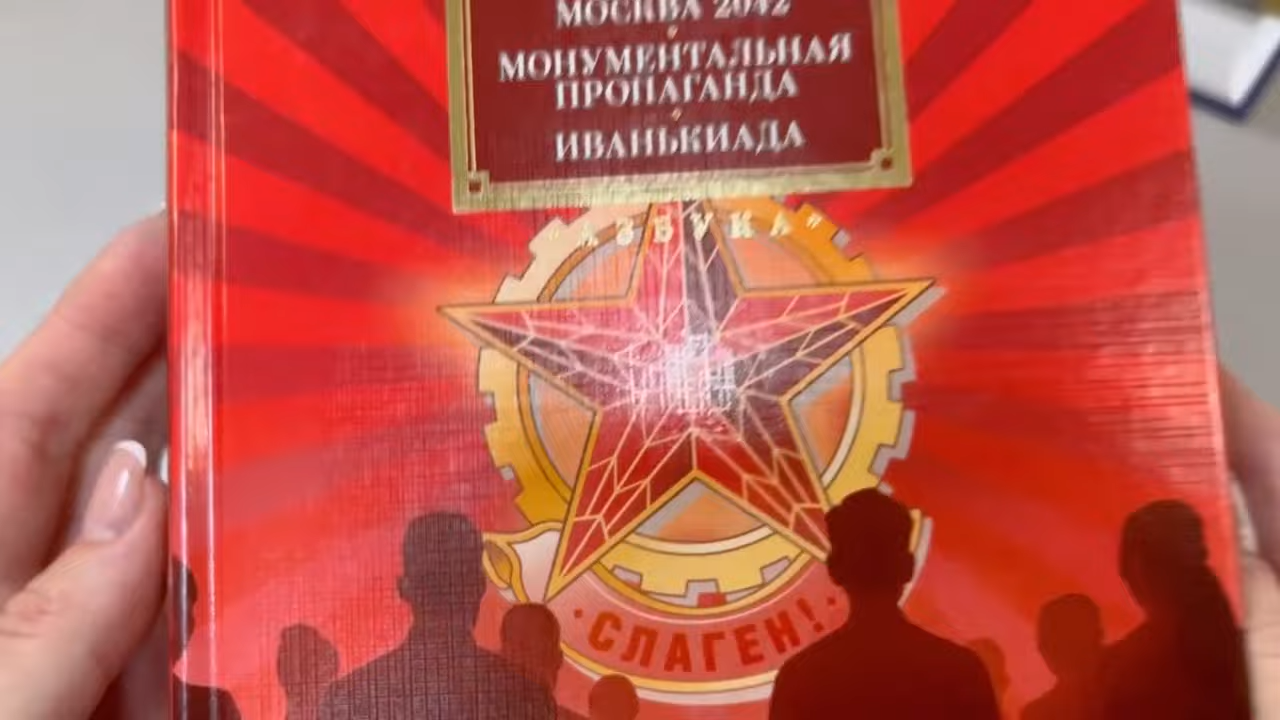 МОСКВА 2042
МОНУМЕНТАЛЬНАЯ
ПРОПАГАНДА
ИВАНЬКИАДА
"АЗБУКА"
· СЛАГЕН! ·